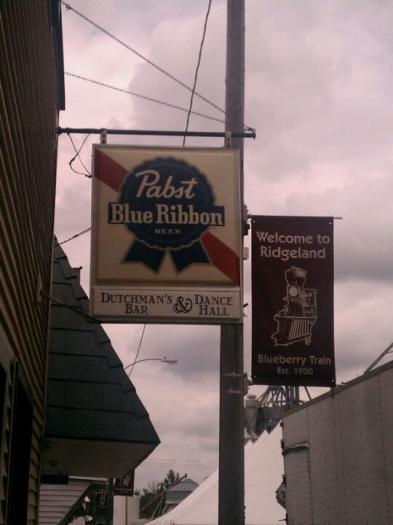 Pabst
Blue Ribbon
BEER
DUTCHMAN'S & DANCE
BAR HALL
Welcome to
Ridgeland
Blueberry Train
Est. 1900